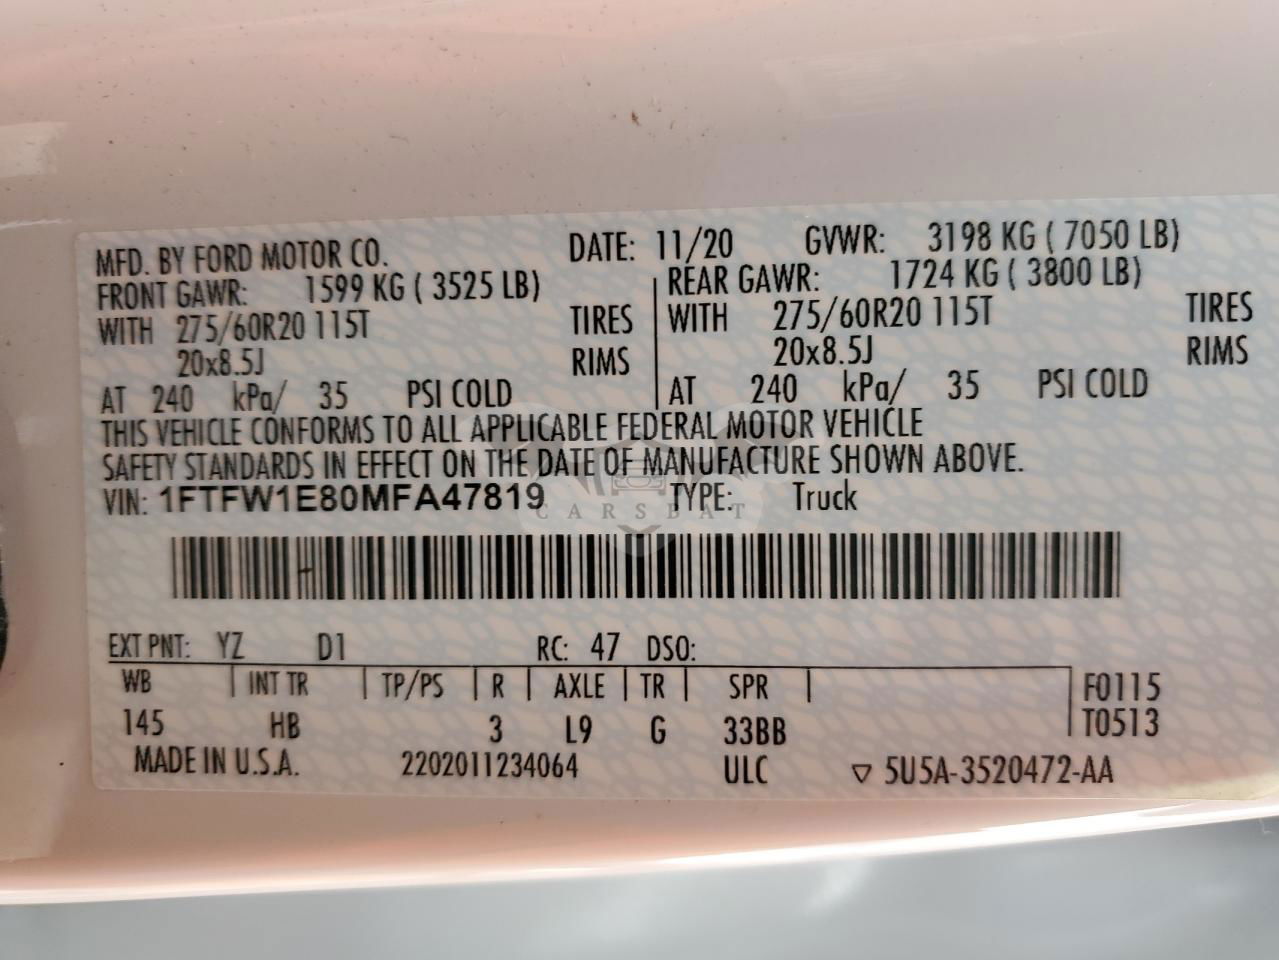 MFD. BY FORD MOTOR CO. DATE: 11/20 GVWR: 3198 KG ( 7050 LB)
FRONT GAWR: 1599 KG ( 3525 LB) REAR GAWR: 1724 KG ( 3800 LB)
WITH 275/60R20 115T TIRES WITH 275/60R20 115T TIRES
20x8.5J RIMS 20x8.5J RIMS
AT 240 kPa/ 35 PSI COLD AT 240 kPa/ 35 PSI COLD
THIS VEHICLE CONFORMS TO ALL APPLICABLE FEDERAL MOTOR VEHICLE
SAFETY STANDARDS IN EFFECT ON THE DATE OF MANUFACTURE SHOWN ABOVE.
VIN: 1FTFW1E80MFA47819 TYPE: Truck
CARSBAT
EXT PNT: YZ D1 RC: 47 DSO:
WB INT TR TP/PS R AXLE TR SPR F0115
145 HB 3 L9 G 33BB T0513
MADE IN U.S.A. 2202011234064 ULC ▽ 5U5A-3520472-AA